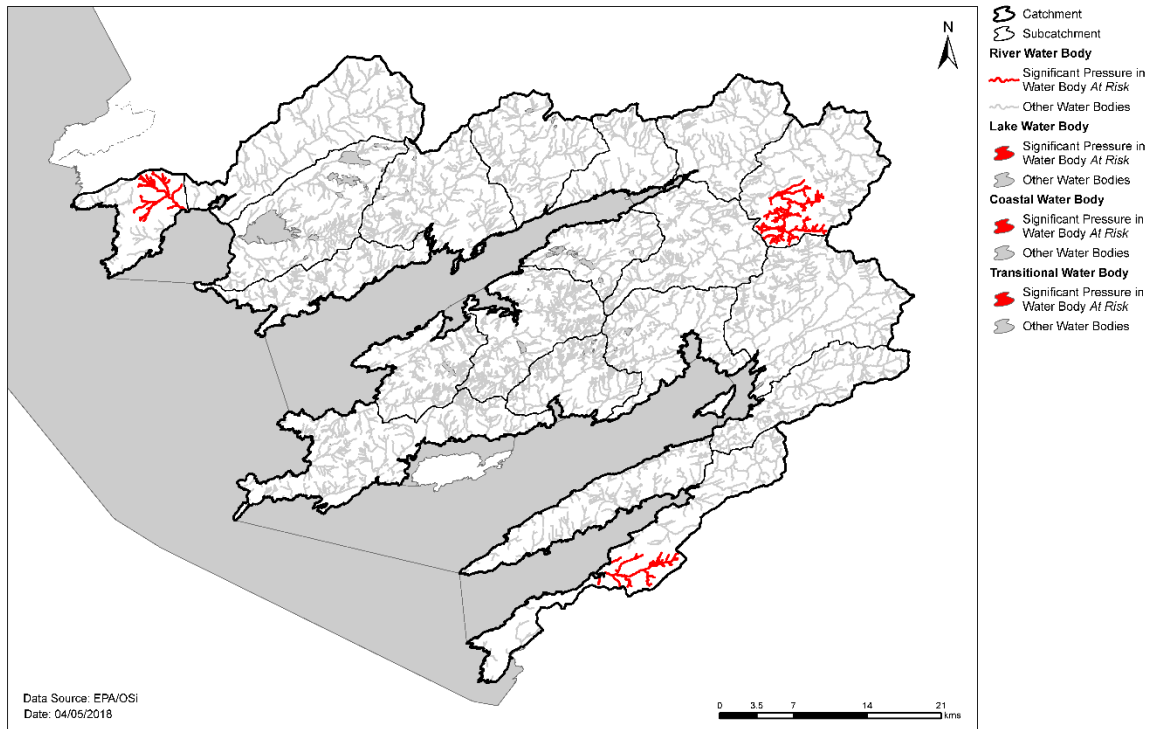 N
Data Source: EPA/OSi
Date: 04/05/2018
0 3.5 7 14 21
kms
Catchment
Subcatchment
River Water Body
Significant Pressure in
Water Body At Risk
Other Water Bodies
Lake Water Body
Significant Pressure in
Water Body At Risk
Other Water Bodies
Coastal Water Body
Significant Pressure in
Water Body At Risk
Other Water Bodies
Transitional Water Body
Significant Pressure in
Water Body At Risk
Other Water Bodies